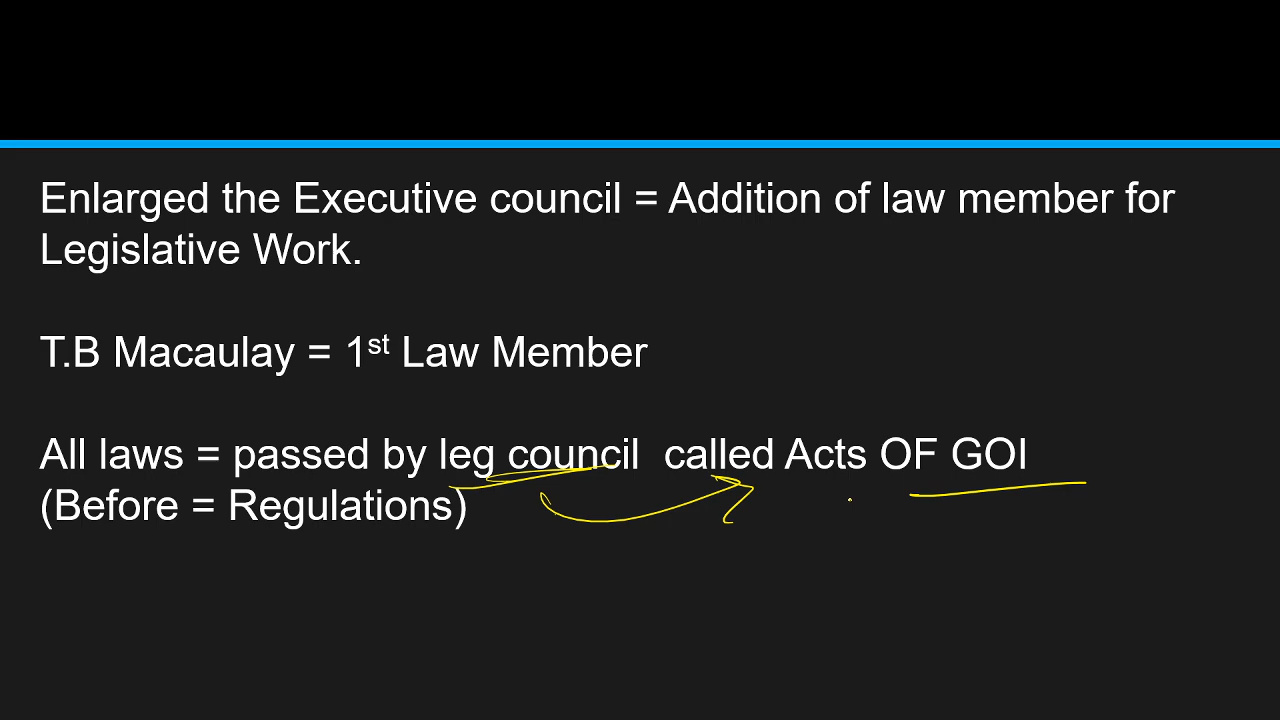 Enlarged the Executive council = Addition of law member for
Legislative Work.
T.B Macaulay = 1st Law Member
All laws = passed by leg council called Acts OF GOI
(Before = Regulations)